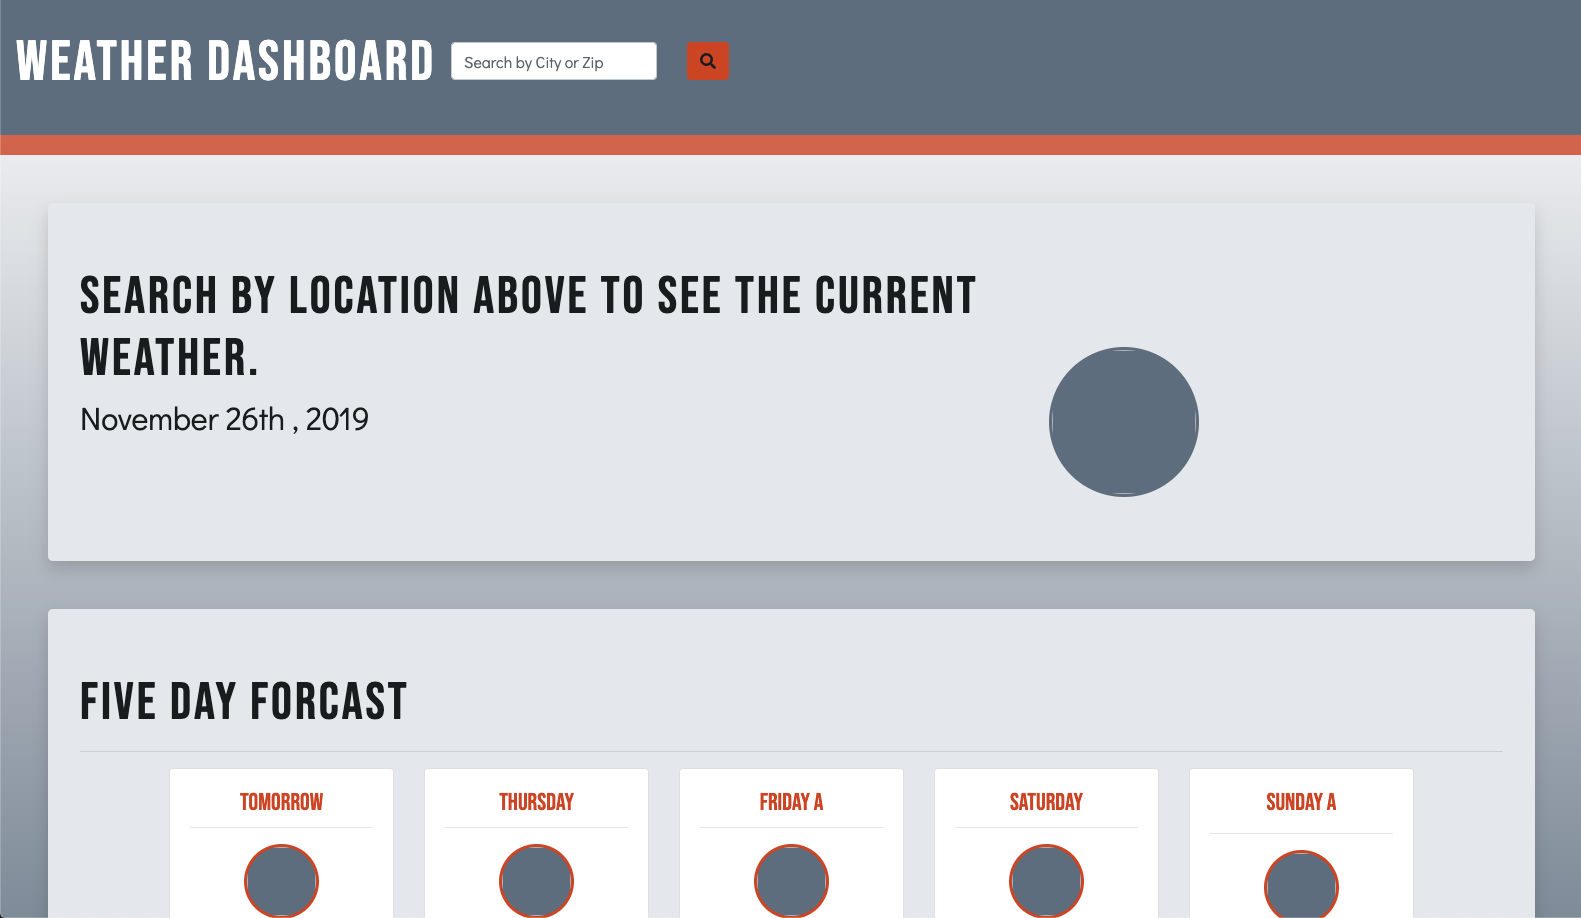 WEATHER DASHBOARD
Search by City or Zip
SEARCH BY LOCATION ABOVE TO SEE THE CURRENT
WEATHER.
November 26th , 2019
FIVE DAY FORCAST
TOMORROW
THURSDAY
FRIDAY A
SATURDAY
SUNDAY A